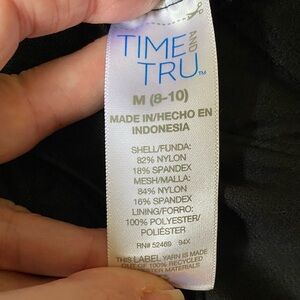 TIME AND TRU™
M (8-10)
MADE IN/HECHO EN
INDONESIA
SHELL/FUNDA:
82% NYLON
18% SPANDEX
MESH/MALLA:
84% NYLON
16% SPANDEX
LINING/FORRO:
100% POLYESTER/
POLIÉSTER
RN# 52469 94X
THIS LABEL YARN IS MADE
OUT OF 100% RECYCLED
MATERIALS